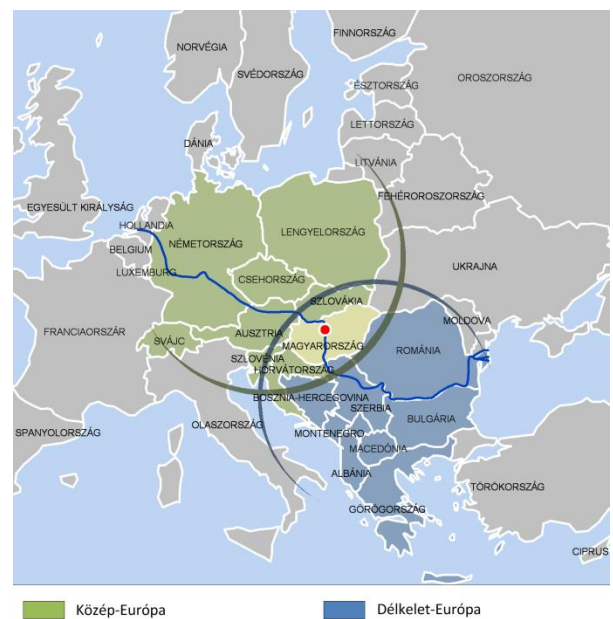 FINNORSZÁG
NORVÉGIA
SVÉDORSZÁG
OROSZORSZÁG
ÉSZTORSZÁG
LETTORSZÁG
DÁNIA
LITVÁNIA
FEHÉROROSZORSZÁG
EGYESÜLT KIRÁLYSÁG
HOLLANDIA
LENGYELORSZÁG
NÉMETORSZÁG
BELGIUM
UKRAJNA
LUXEMBURG
CSEHORSZÁG
SZLOVÁKIA
MOLDOVA
FRANCIAORSZÁR
AUSZTRIA
SVÁJC
MAGYARORSZÁG
ROMÁNIA
SZLOVÉNIA
HORVÁTORSZÁG
BOSZNIA-HERCEGOVINA
SZERBIA
BULGÁRIA
OLASZORSZÁG
SPANYOLORSZÁG
MONTENEGRO
MACEDÓNIA
ALBÁNIA
TÖRÖKORSZÁG
GÖRÖGORSZÁG
CIPRUS
Közép-Európa
Délkelet-Európa